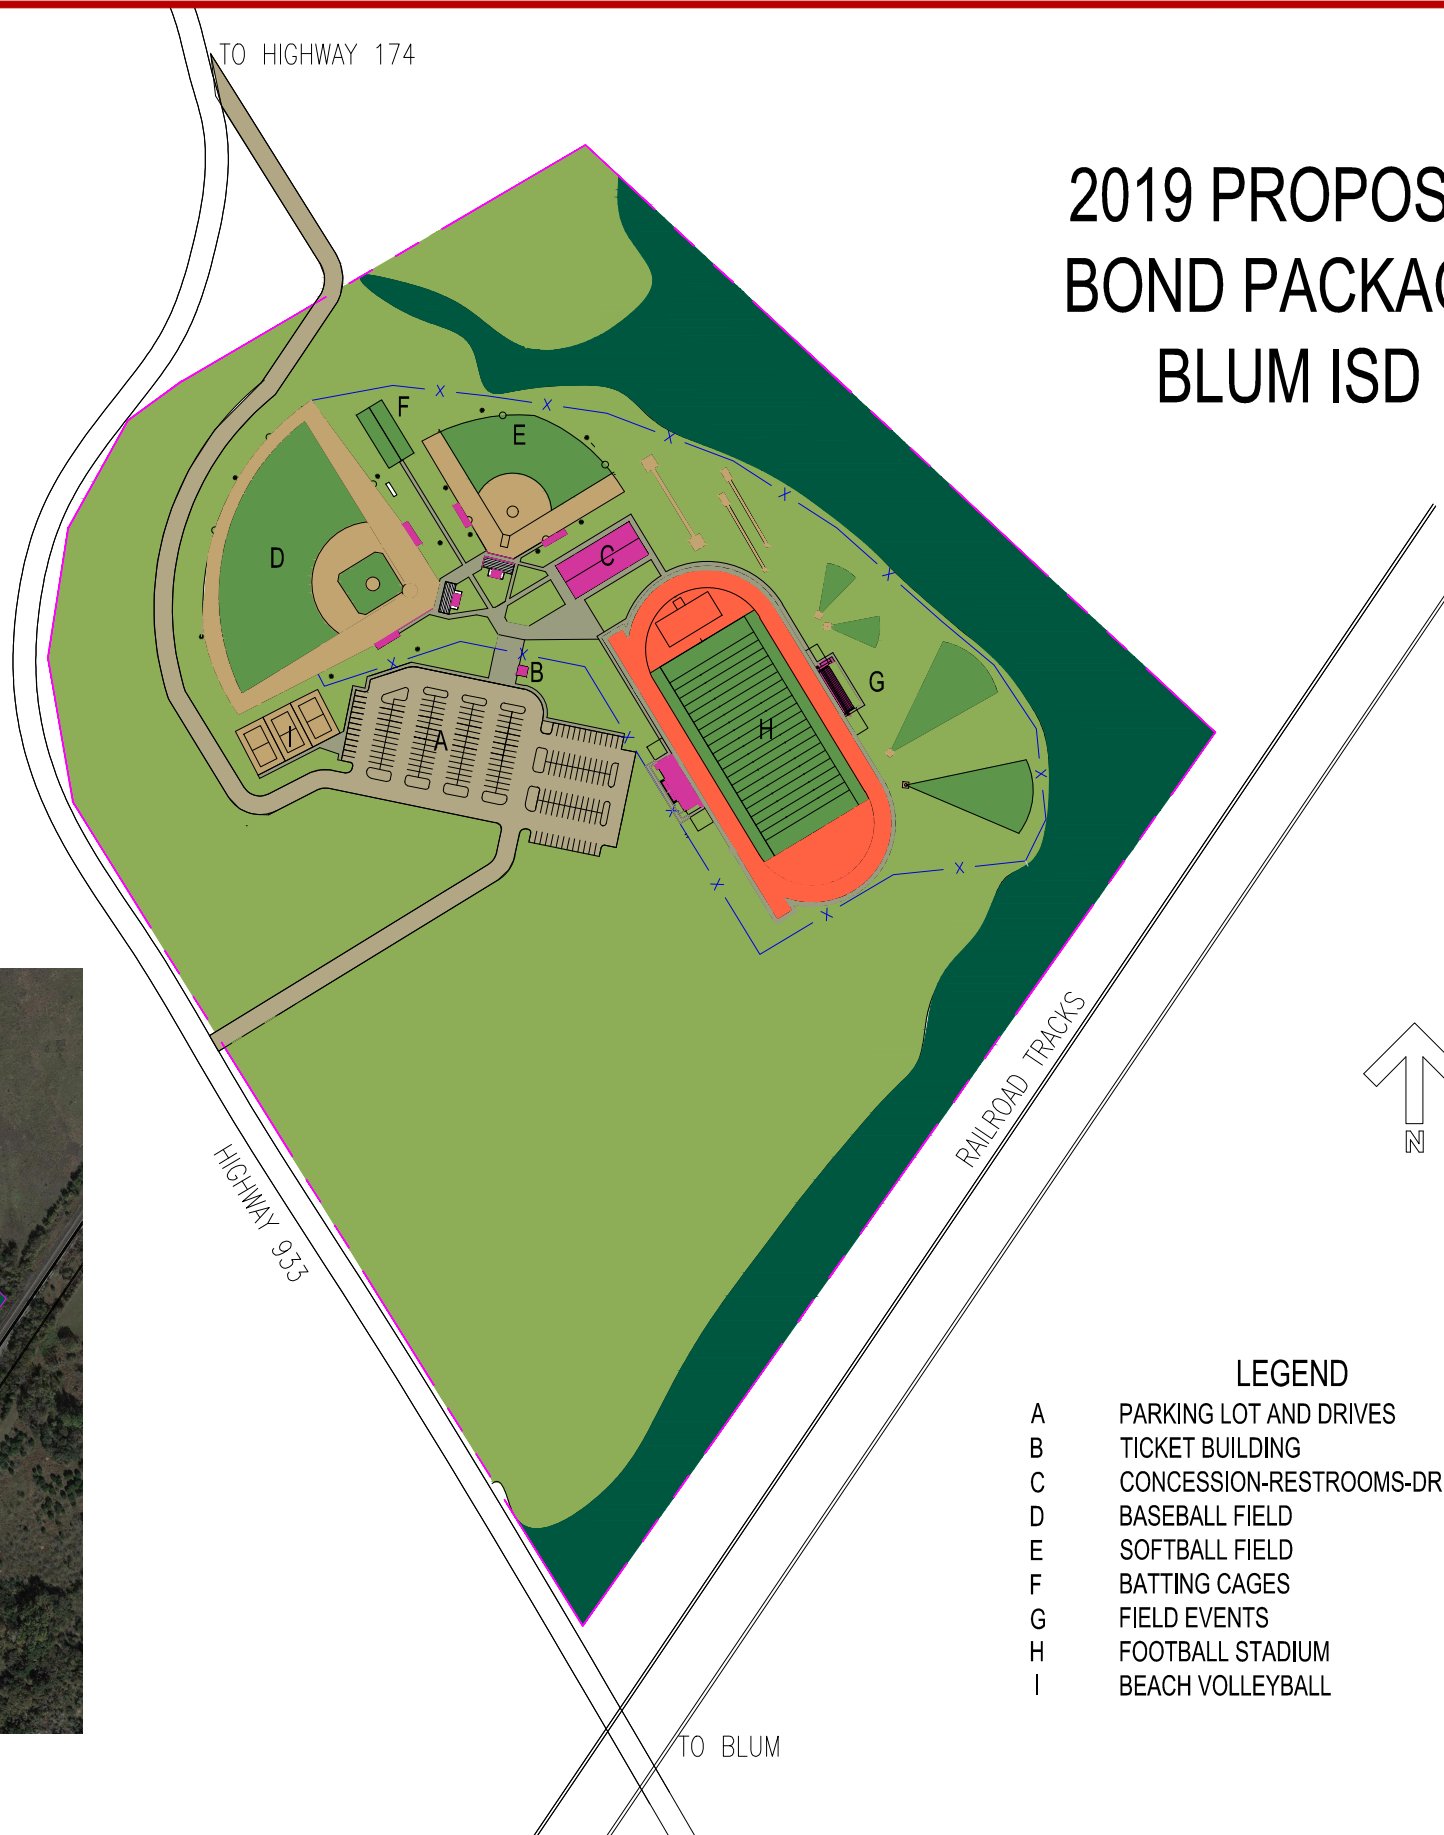 TO HIGHWAY 174
2019 PROPOS
BOND PACKAG
BLUM ISD
F
E
D
C
B
A
I
G
H
RAILROAD TRACKS
N
HIGHWAY 933
LEGEND
A PARKING LOT AND DRIVES
B TICKET BUILDING
C CONCESSION-RESTROOMS-DR
D BASEBALL FIELD
E SOFTBALL FIELD
F BATTING CAGES
G FIELD EVENTS
H FOOTBALL STADIUM
I BEACH VOLLEYBALL
TO BLUM